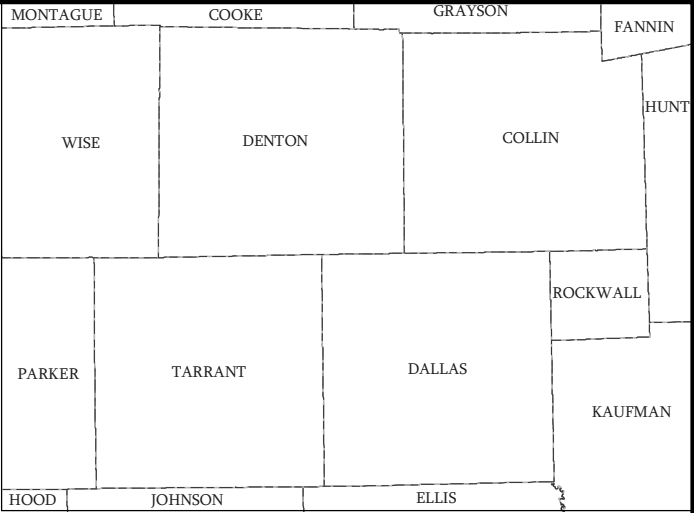 MONTAGUE
COOKE
GRAYSON
FANNIN
HUNT
WISE
DENTON
COLLIN
ROCKWALL
PARKER
TARRANT
DALLAS
KAUFMAN
HOOD
JOHNSON
ELLIS